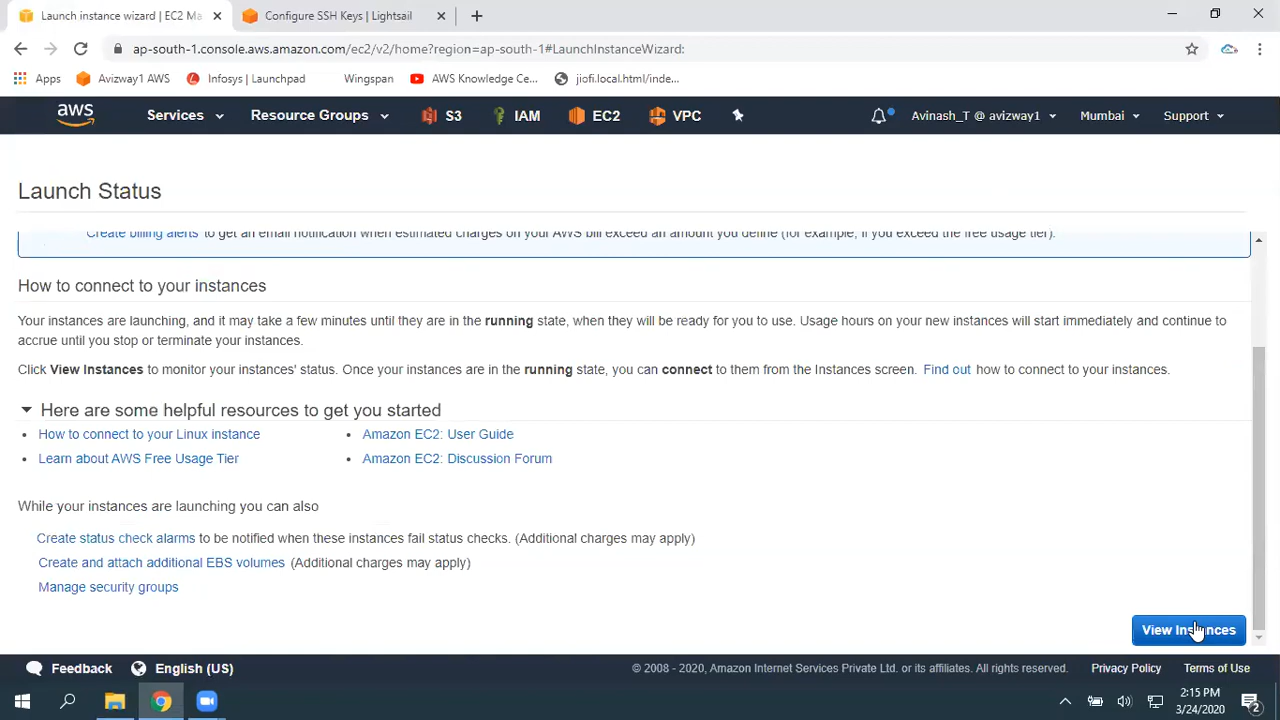 Launch instance wizard | EC2 Ma
Configure SSH Keys | Lightsail
ap-south-1.console.aws.amazon.com/ec2/v2/home?region=ap-south-1#LaunchInstanceWizard:
Apps
Avizway1 AWS
Infosys | Launchpad
Wingspan
AWS Knowledge Ce...
jiofi.local.html/inde...
aws
Services
Resource Groups
S3
IAM
EC2
VPC
Avinash_T @ avizway1
Mumbai
Support
Launch Status
Create billing alerts to get an email notification when estimated charges on your AWS bill exceed an amount you define (for example, if you exceed the free usage tier).
How to connect to your instances
Your instances are launching, and it may take a few minutes until they are in the running state, when they will be ready for you to use. Usage hours on your new instances will start immediately and continue to
accrue until you stop or terminate your instances.
Click View Instances to monitor your instances' status. Once your instances are in the running state, you can connect to them from the Instances screen. Find out how to connect to your instances.
Here are some helpful resources to get you started
• How to connect to your Linux instance
• Amazon EC2: User Guide
• Learn about AWS Free Usage Tier
• Amazon EC2: Discussion Forum
While your instances are launching you can also
Create status check alarms to be notified when these instances fail status checks. (Additional charges may apply)
Create and attach additional EBS volumes (Additional charges may apply)
Manage security groups
View Instances
Feedback
English (US)
© 2008 - 2020, Amazon Internet Services Private Ltd. or its affiliates. All rights reserved.
Privacy Policy
Terms of Use
2:15 PM
3/24/2020
2